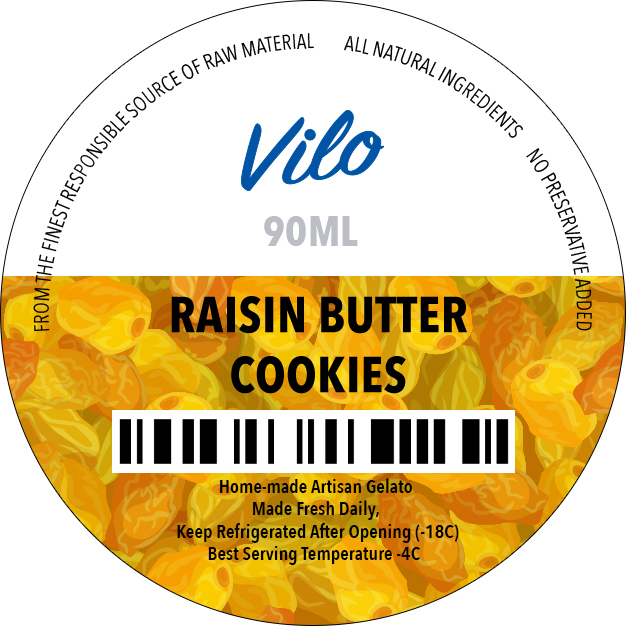 FROM THE FINEST RESPONSIBLE SOURCE OF RAW MATERIAL
ALL NATURAL INGREDIENTS
NO PRESERVATIVE ADDED
Vilo
90ML
RAISIN BUTTER
COOKIES
Home-made Artisan Gelato
Made Fresh Daily,
Keep Refrigerated After Opening (-18C)
Best Serving Temperature -4C